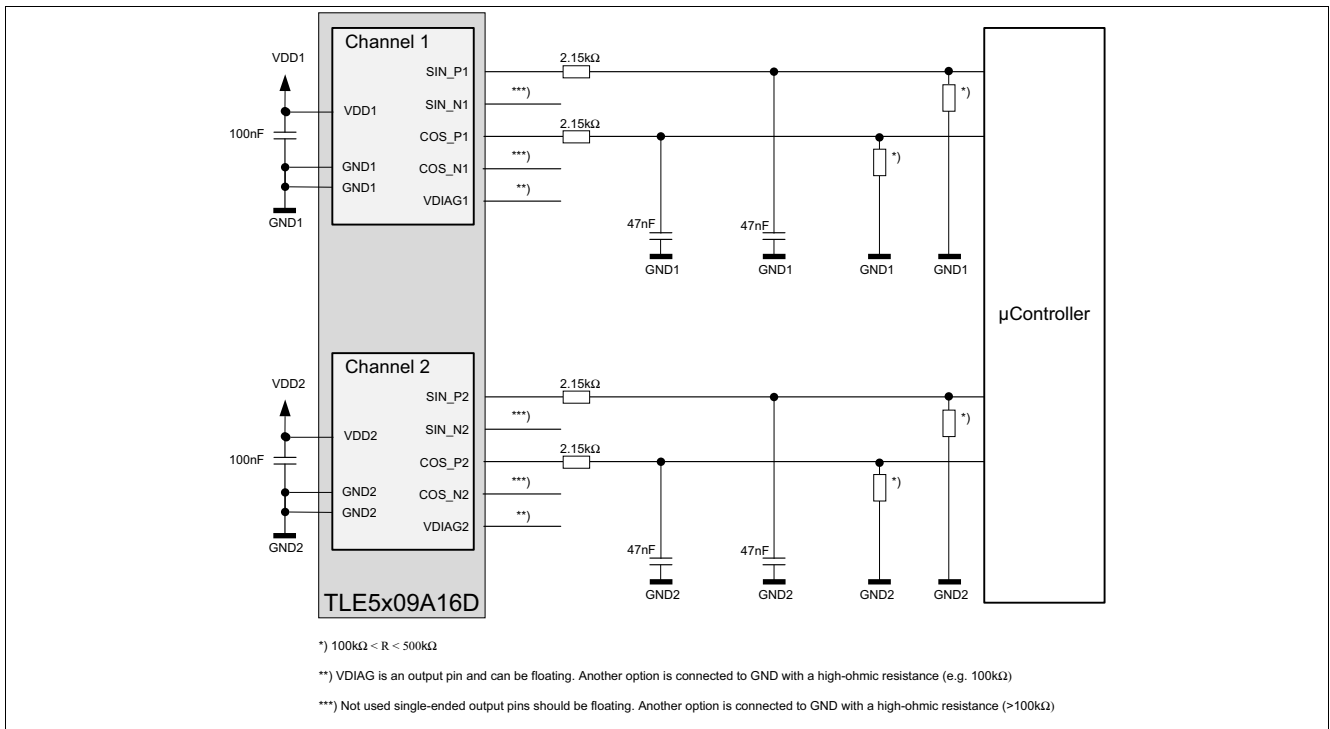 Channel 1
VDD1
2.15kΩ
SIN_P1
***)
SIN_N1
*)
VDD1
2.15kΩ
100nF
COS_P1
***)
*)
GND1
COS_N1
GND1
**)
VDIAG1
GND1
47nF
47nF
GND1
GND1
GND1
GND1
µController
Channel 2
VDD2
2.15kΩ
SIN_P2
***)
SIN_N2
*)
VDD2
2.15kΩ
100nF
COS_P2
***)
*)
GND2
COS_N2
GND2
**)
VDIAG2
GND2
47nF
47nF
GND2
GND2
GND2
GND2
TLE5x09A16D
*) 100kΩ < R < 500kΩ
**) VDIAG is an output pin and can be floating. Another option is connected to GND with a high-ohmic resistance (e.g. 100kΩ)
***) Not used single-ended output pins should be floating. Another option is connected to GND with a high-ohmic resistance (>100kΩ)